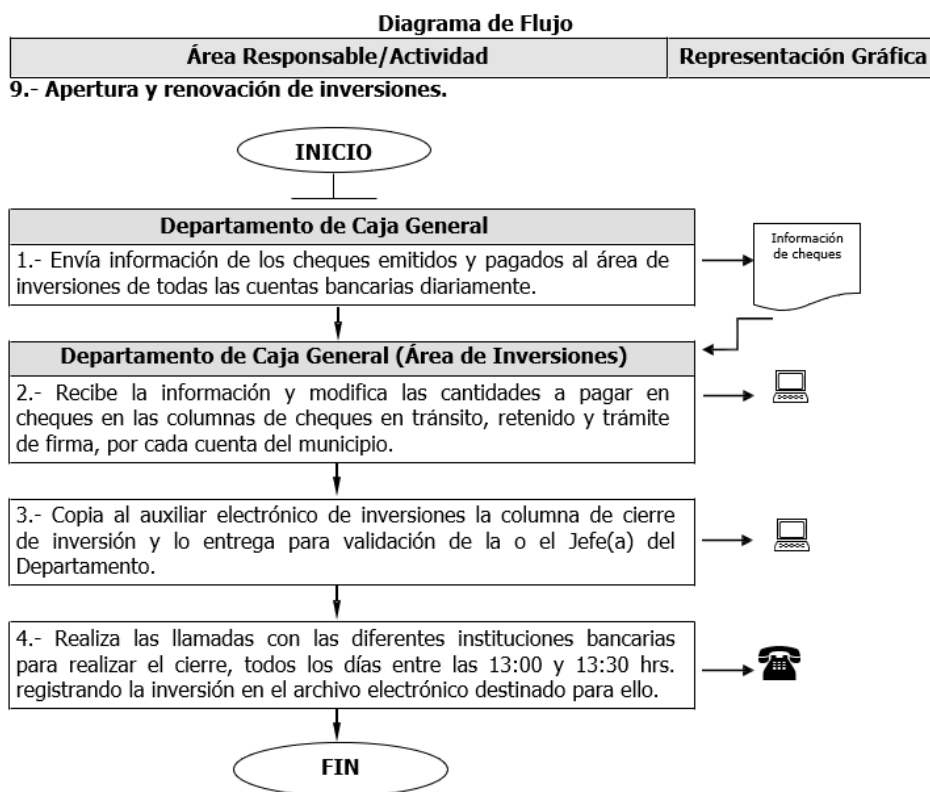 Diagrama de Flujo
Área Responsable/Actividad
Representación Gráfica
9.- Apertura y renovación de inversiones.
INICIO
Departamento de Caja General
1.- Envía información de los cheques emitidos y pagados al área de
inversiones de todas las cuentas bancarias diariamente.
Información
de cheques
Departamento de Caja General (Área de Inversiones)
2.- Recibe la información y modifica las cantidades a pagar en
cheques en las columnas de cheques en tránsito, retenido y trámite
de firma, por cada cuenta del municipio.
3.- Copia al auxiliar electrónico de inversiones la columna de cierre
de inversión y lo entrega para validación de la o el Jefe(a) del
Departamento.
4.- Realiza las llamadas con las diferentes instituciones bancarias
para realizar el cierre, todos los días entre las 13:00 y 13:30 hrs.
registrando la inversión en el archivo electrónico destinado para ello.
FIN